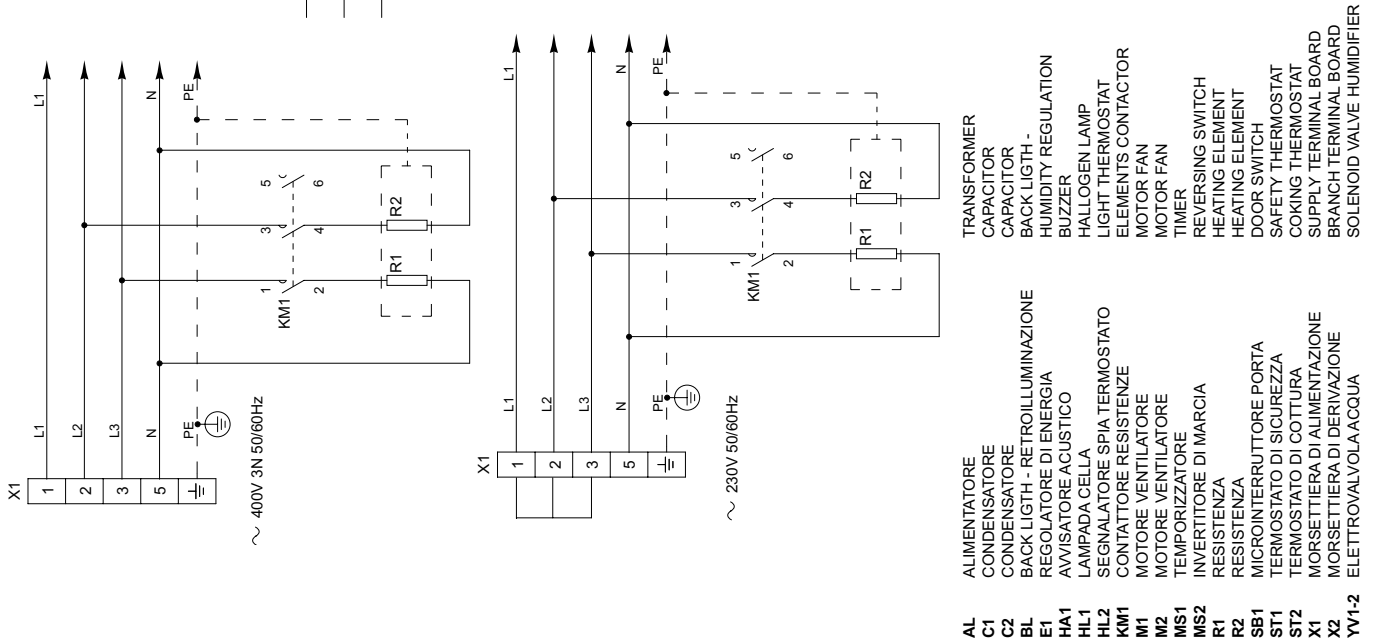 X1
1 L1 L1
2 L2
3 L3
5 N N
PE PE
~ 400V 3N 50/60Hz
KM1
1 3 5
2 4 6
R1 R2
X1
1 L1 L1
2 L2
3 L3
5 N N
PE PE
~ 230V 50/60Hz
KM1
1 3 5
2 4 6
R1 R2
AL ALIMENTATORE TRANSFORMER
C1 CONDENSATORE CAPACITOR
C2 CONDENSATORE CAPACITOR
BL BACK LIGTH - RETROILLUMINAZIONE BACK LIGTH -
E1 REGOLATORE DI ENERGIA HUMIDITY REGULATION
HA1 AVVISATORE ACUSTICO BUZZER
HL1 LAMPADA CELLA HALLOGEN LAMP
HL2 SEGNALATORE SPIA TERMOSTATO LIGHT THERMOSTAT
KM1 CONTATTORE RESISTENZE ELEMENTS CONTACTOR
M1 MOTORE VENTILATORE MOTOR FAN
M2 MOTORE VENTILATORE MOTOR FAN
MS1 TEMPORIZZATORE TIMER
MS2 INVERTITORE DI MARCIA REVERSING SWITCH
R1 RESISTENZA HEATING ELEMENT
R2 RESISTENZA HEATING ELEMENT
SB1 MICROINTERRUTTORE PORTA DOOR SWITCH
ST1 TERMOSTATO DI SICUREZZA SAFETY THERMOSTAT
ST2 TERMOSTATO DI COTTURA COKING THERMOSTAT
X1 MORSETTIERA DI ALIMENTAZIONE SUPPLY TERMINAL BOARD
X2 MORSETTIERA DI DERIVAZIONE BRANCH TERMINAL BOARD
YV1-2 ELETTROVALVOLA ACQUA SOLENOID VALVE HUMIDIFIER